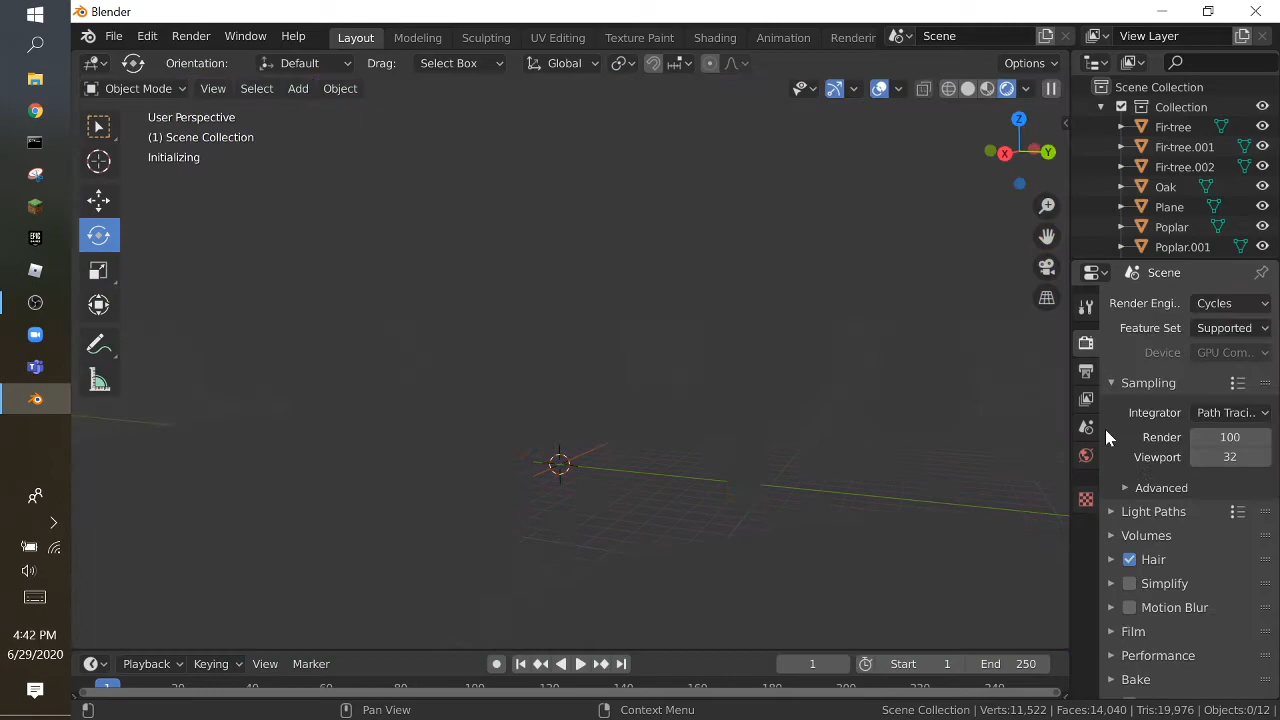 Blender
File Edit Render Window Help Layout Modeling Sculpting UV Editing Texture Paint Shading Animation Renderin Scene View Layer
Orientation: Default Drag: Select Box Global Options
Object Mode View Select Add Object
User Perspective
(1) Scene Collection
Initializing
Z
X
Y
Scene Collection
Collection
Fir-tree
Fir-tree.001
Fir-tree.002
Oak
Plane
Poplar
Poplar.001
Scene
Render Engi.. Cycles
Feature Set Supported
Device GPU Com..
Sampling
Integrator Path Traci..
Render 100
Viewport 32
Advanced
Light Paths
Volumes
Hair
Simplify
Motion Blur
Film
Performance
Bake
Playback Keying View Marker 1 Start 1 End 250
Pan View Context Menu Scene Collection | Verts:11,522 | Faces:14,040 | Tris:19,976 | Objects:0/12
4:42 PM
6/29/2020